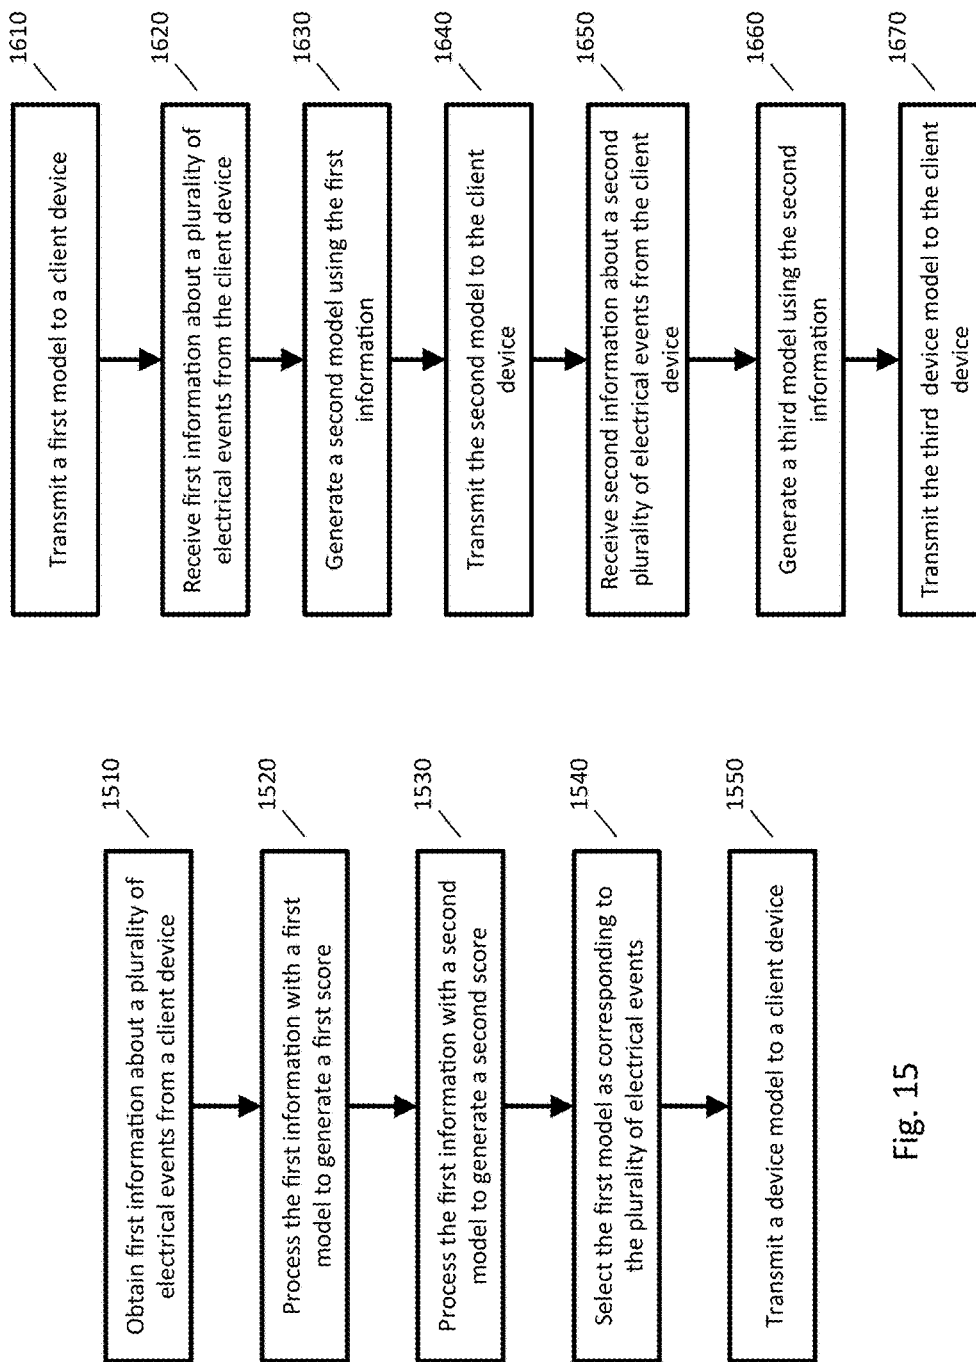 1510
Obtain first information about a plurality of
electrical events from a client device
1520
Process the first information with a first
model to generate a first score
1530
Process the first information with a second
model to generate a second score
1540
Select the first model as corresponding to
the plurality of electrical events
1550
Transmit a device model to a client device
Fig. 15
1610
Transmit a first model to a client device
1620
Receive first information about a plurality of
electrical events from the client device
1630
Generate a second model using the first
information
1640
Transmit the second model to the client
device
1650
Receive second information about a second
plurality of electrical events from the client
device
1660
Generate a third model using the second
information
1670
Transmit the third device model to the client
device